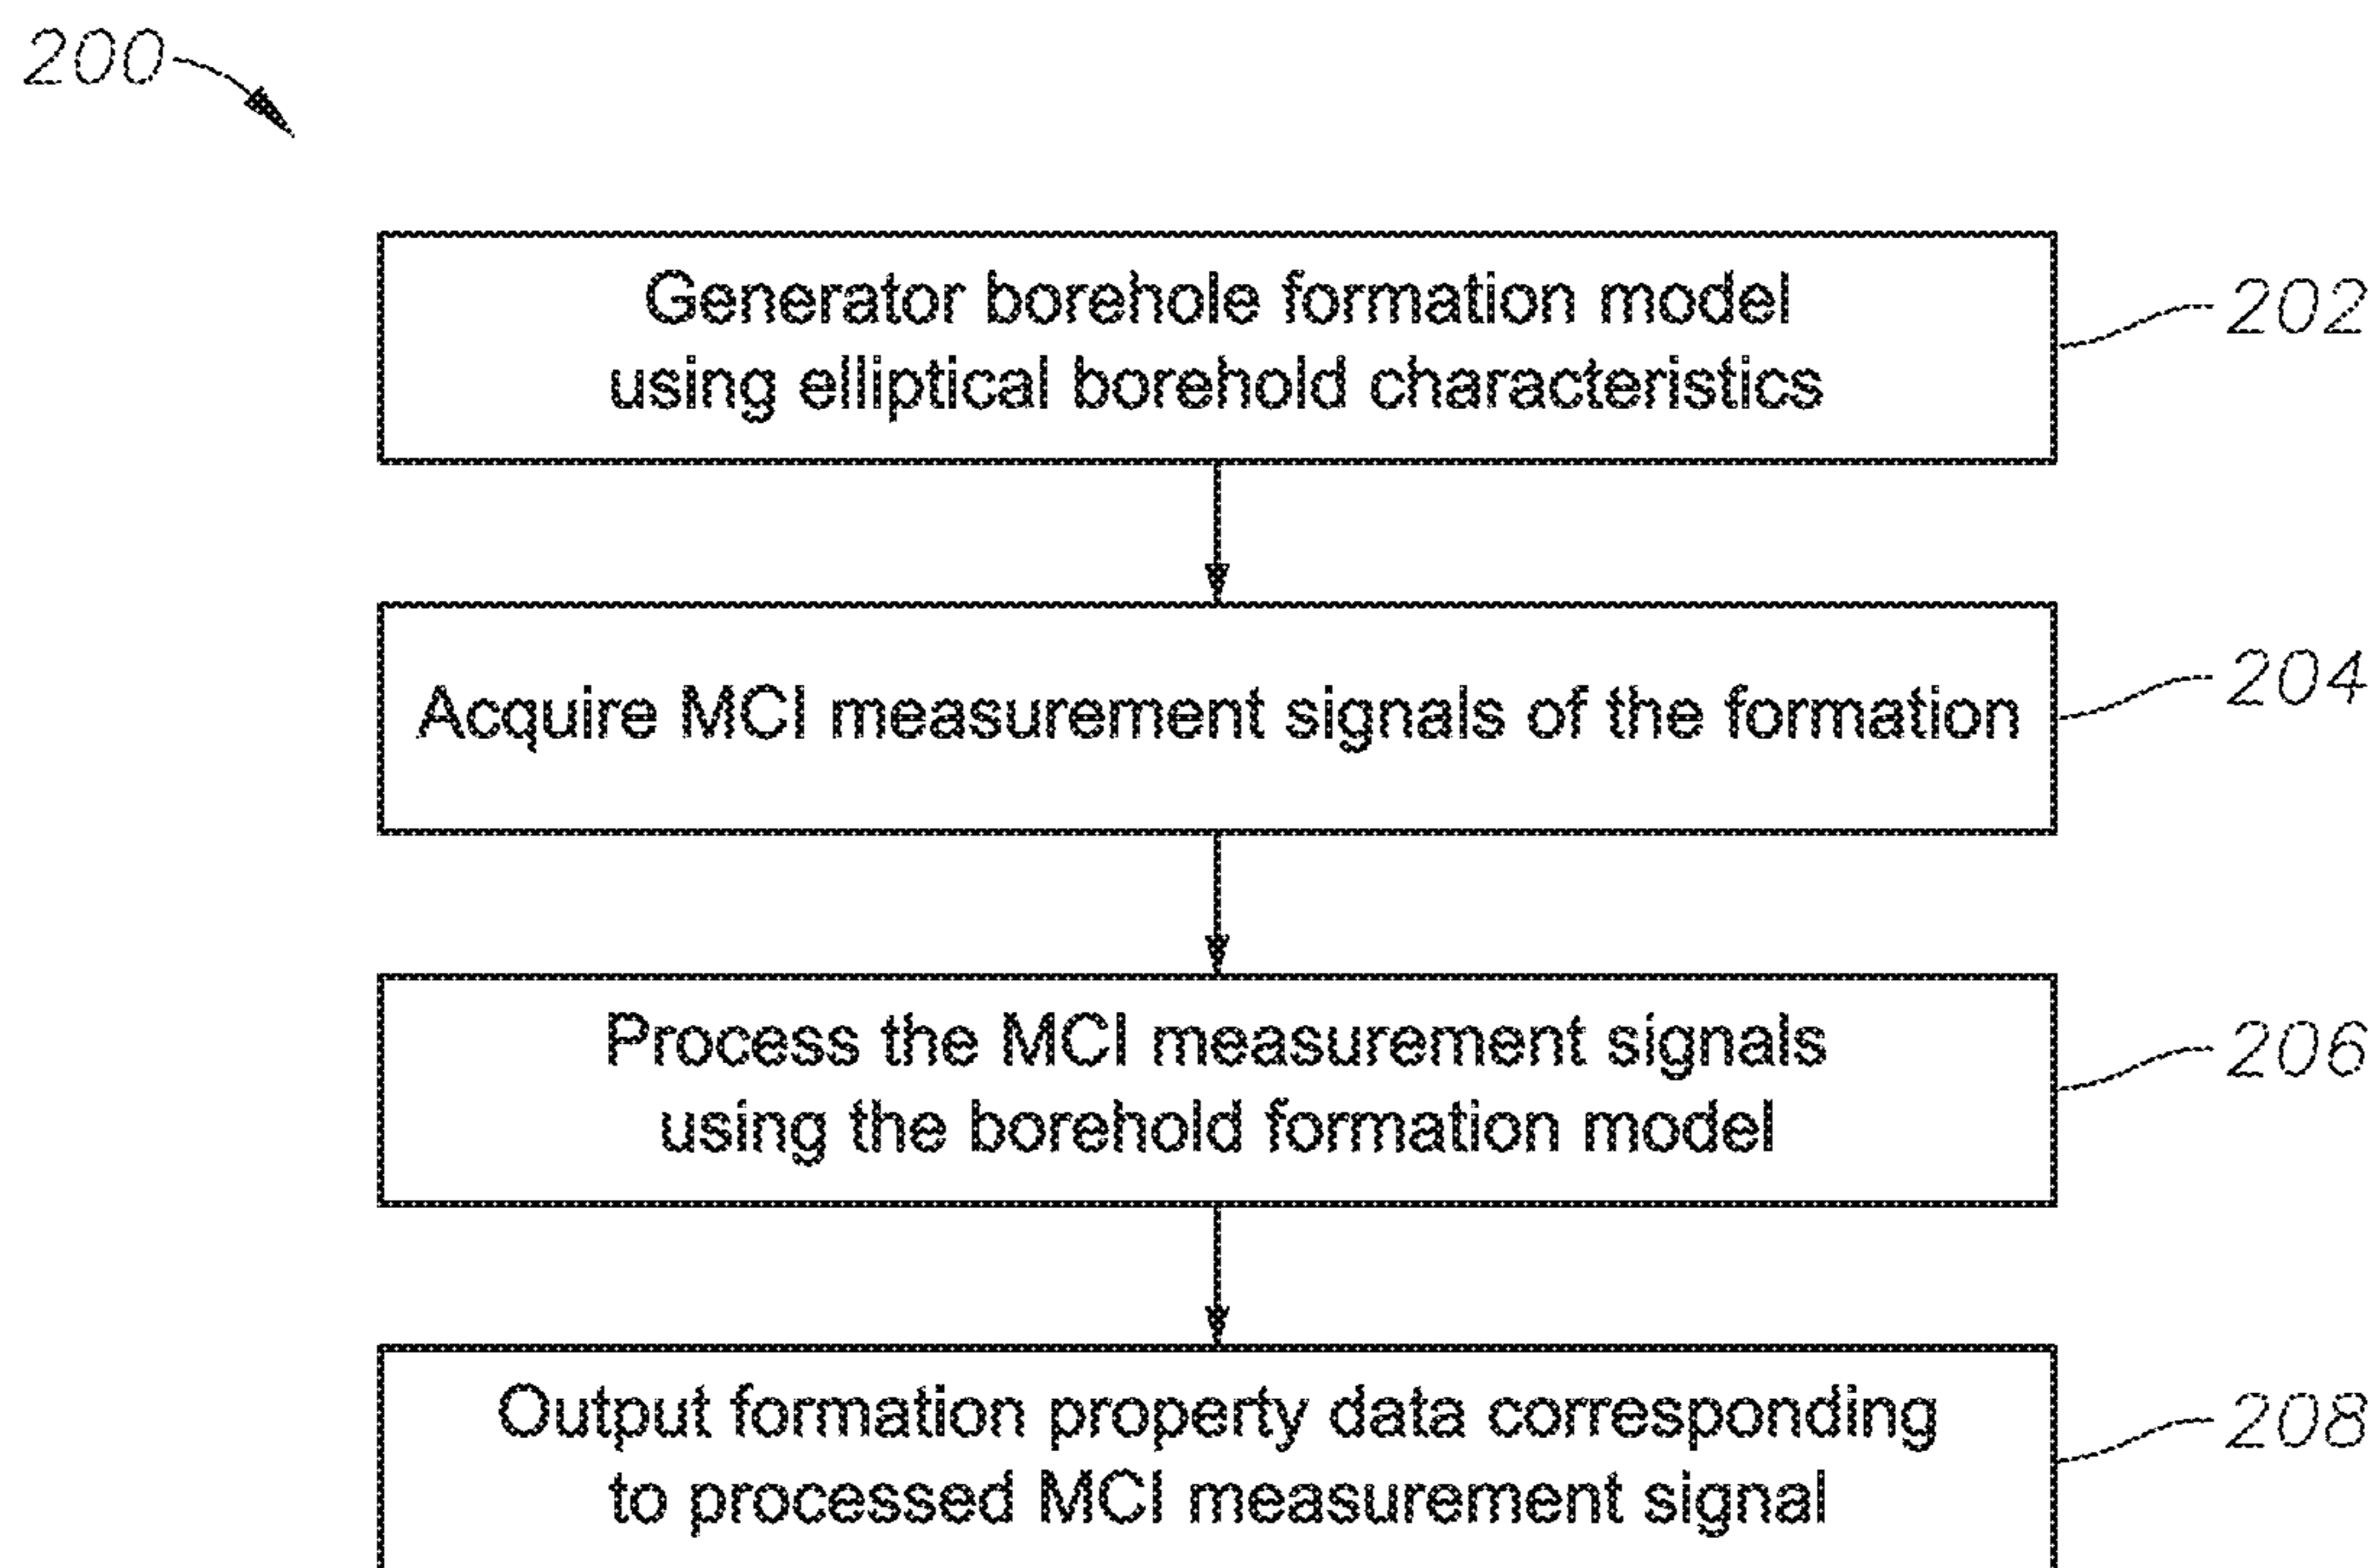 200
Generator borehole formation model
using elliptical borehold characteristics
202
Acquire MCI measurement signals of the formation
204
Process the MCI measurement signals
using the borehold formation model
206
Output formation property data corresponding
to processed MCI measurement signal
208